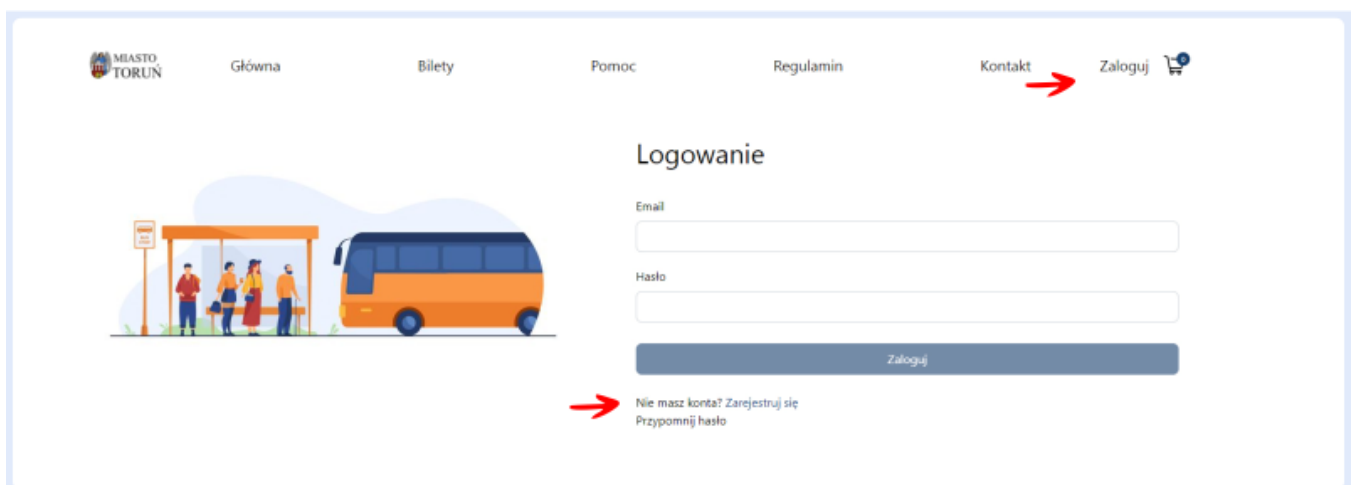 MIASTO
TORUŃ
Główna Bilety Pomoc Regulamin Kontakt Zaloguj 0
Logowanie
Email
Hasło
Zaloguj
Nie masz konta? Zarejestruj się
Przypomnij hasło